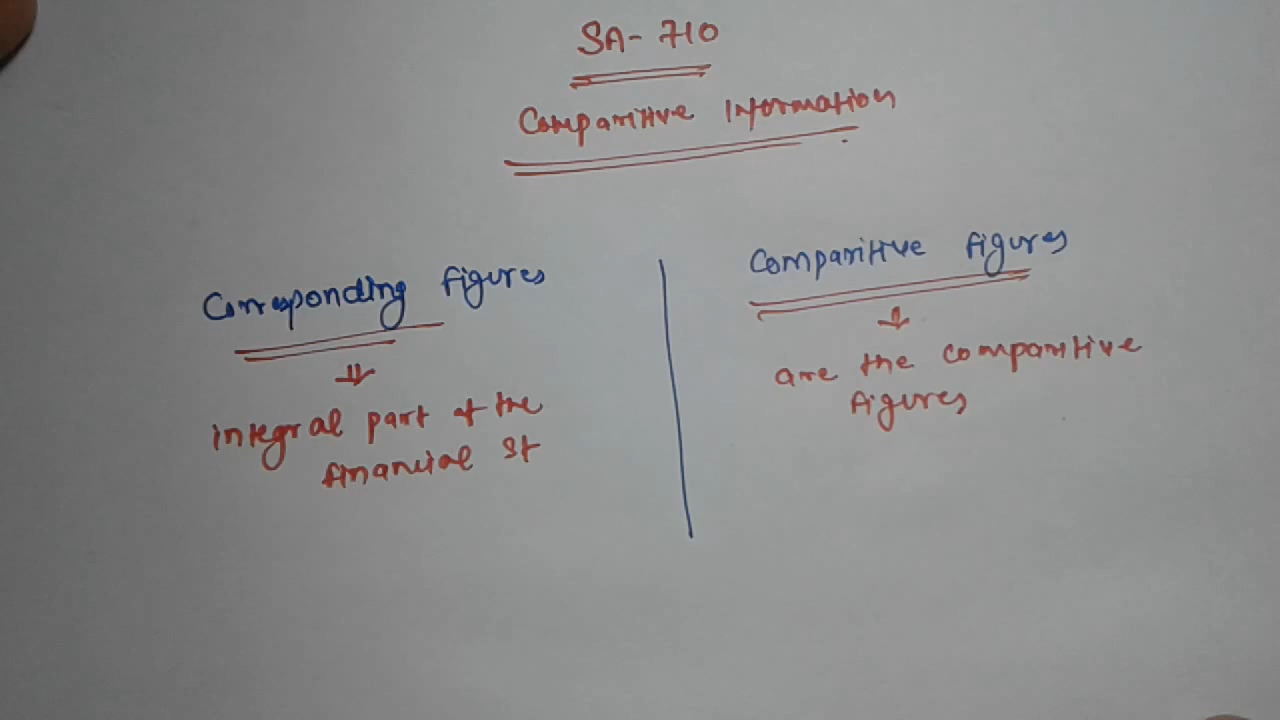 SA- 710
Comparitive Information
Corresponding figures
Comparitive figures
integral part of the
financial st
are the comparitive
figures